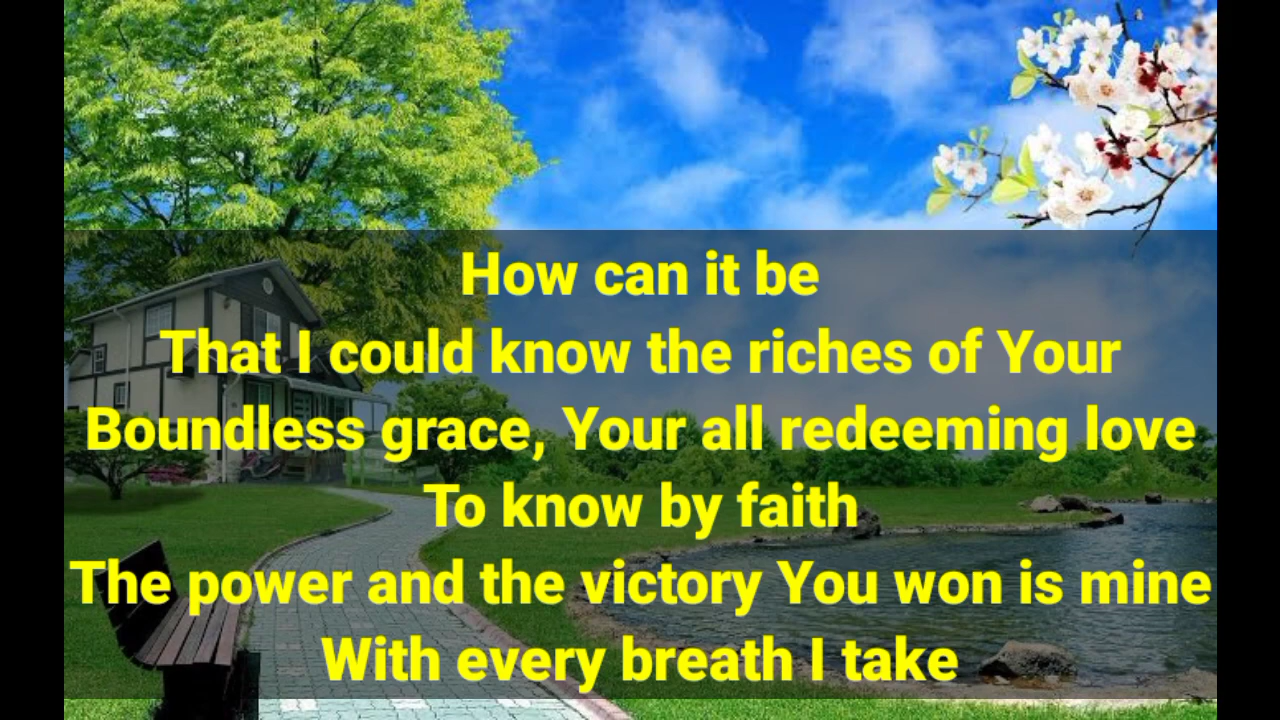 How can it be
That I could know the riches of Your
Boundless grace, Your all redeeming love
To know by faith
The power and the victory You won is mine
With every breath I take